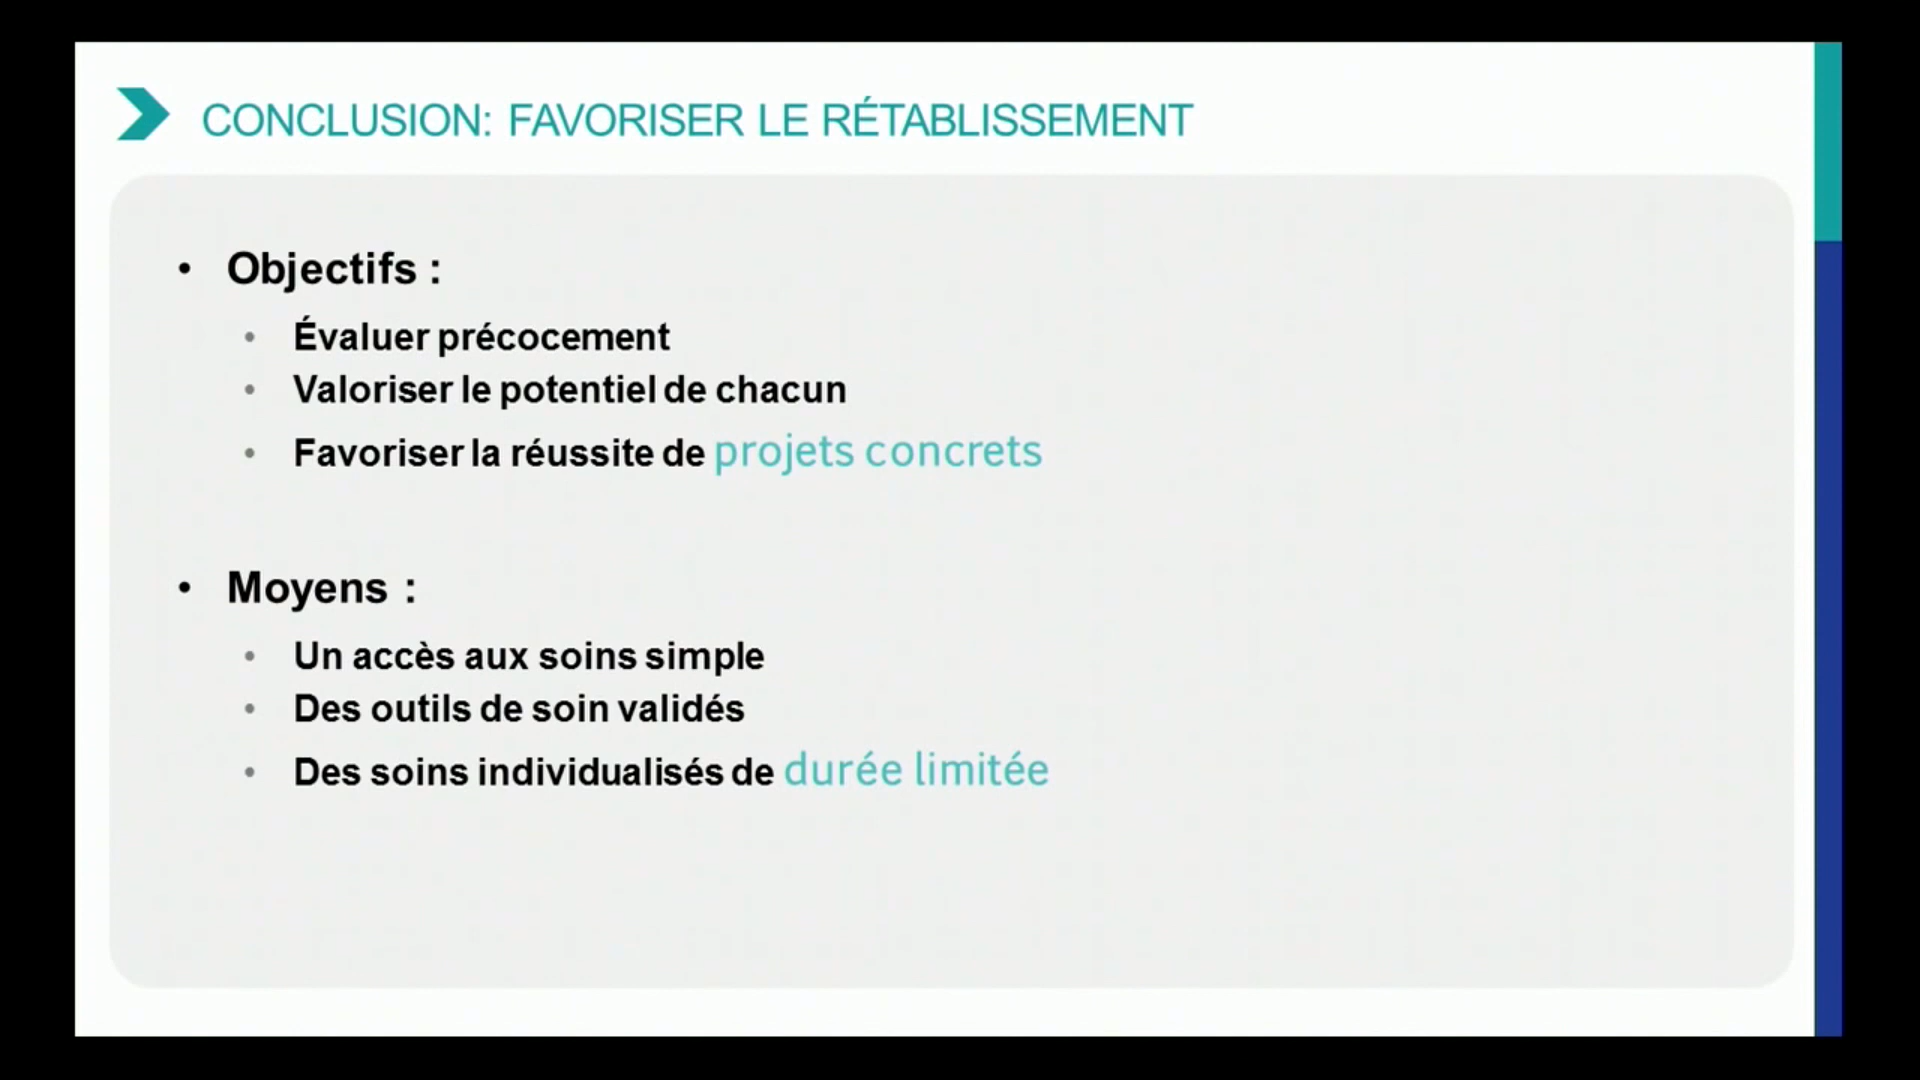 CONCLUSION: FAVORISER LE RÉTABLISSEMENT
• Objectifs :
• Évaluer précocement
• Valoriser le potentiel de chacun
• Favoriser la réussite de projets concrets
• Moyens :
• Un accès aux soins simple
• Des outils de soin validés
• Des soins individualisés de durée limitée